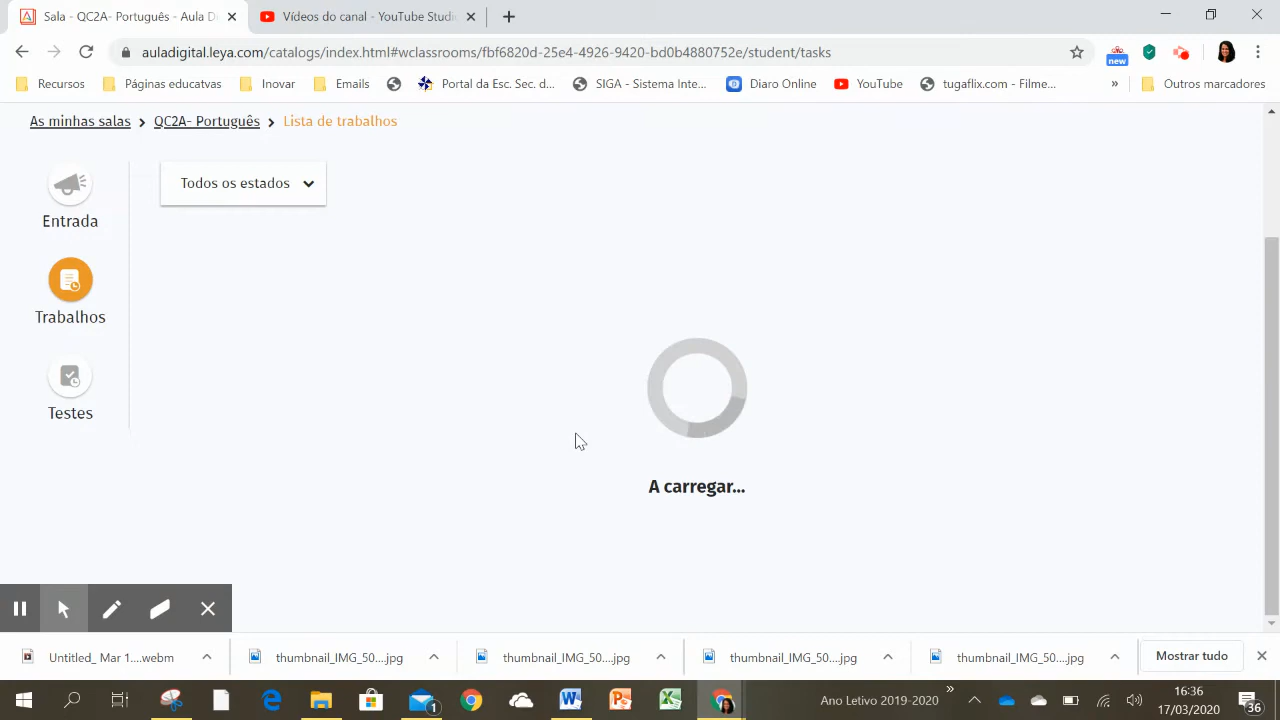 Sala - QC2A- Português - Aula D
Vídeos do canal - YouTube Studi
auladigital.leya.com/catalogs/index.html#wclassrooms/fbf6820d-25e4-4926-9420-bd0b4880752e/student/tasks
new
Recursos
Páginas educatvas
Inovar
Emails
Portal da Esc. Sec. d...
SIGA - Sistema Inte...
Diaro Online
YouTube
tugaflix.com - Filme...
»
Outros marcadores
As minhas salas > QC2A- Português > Lista de trabalhos
Todos os estados
Entrada
Trabalhos
Testes
A carregar...
Untitled_ Mar 1....webm
thumbnail_IMG_50....jpg
thumbnail_IMG_50....jpg
thumbnail_IMG_50....jpg
thumbnail_IMG_50....jpg
Mostrar tudo
1
Ano Letivo 2019-2020
»
16:36
17/03/2020
36